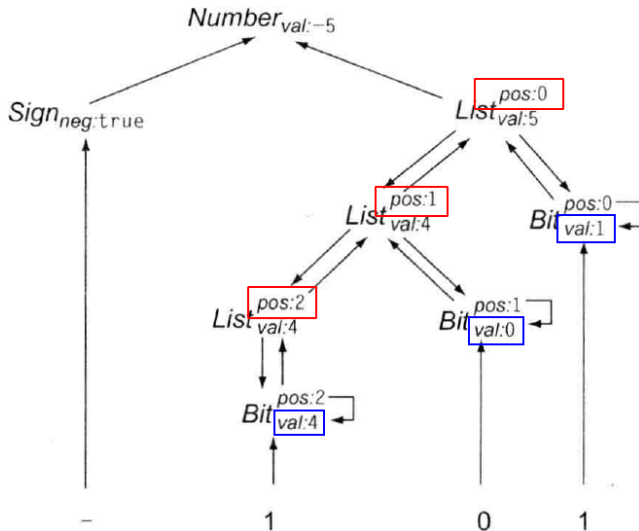 Number val:-5
Sign neg:true
List pos:0 val:5
List pos:1 val:4
Bit pos:0 val:1
List pos:2 val:4
Bit pos:1 val:0
Bit pos:2 val:4
– 1 0 1